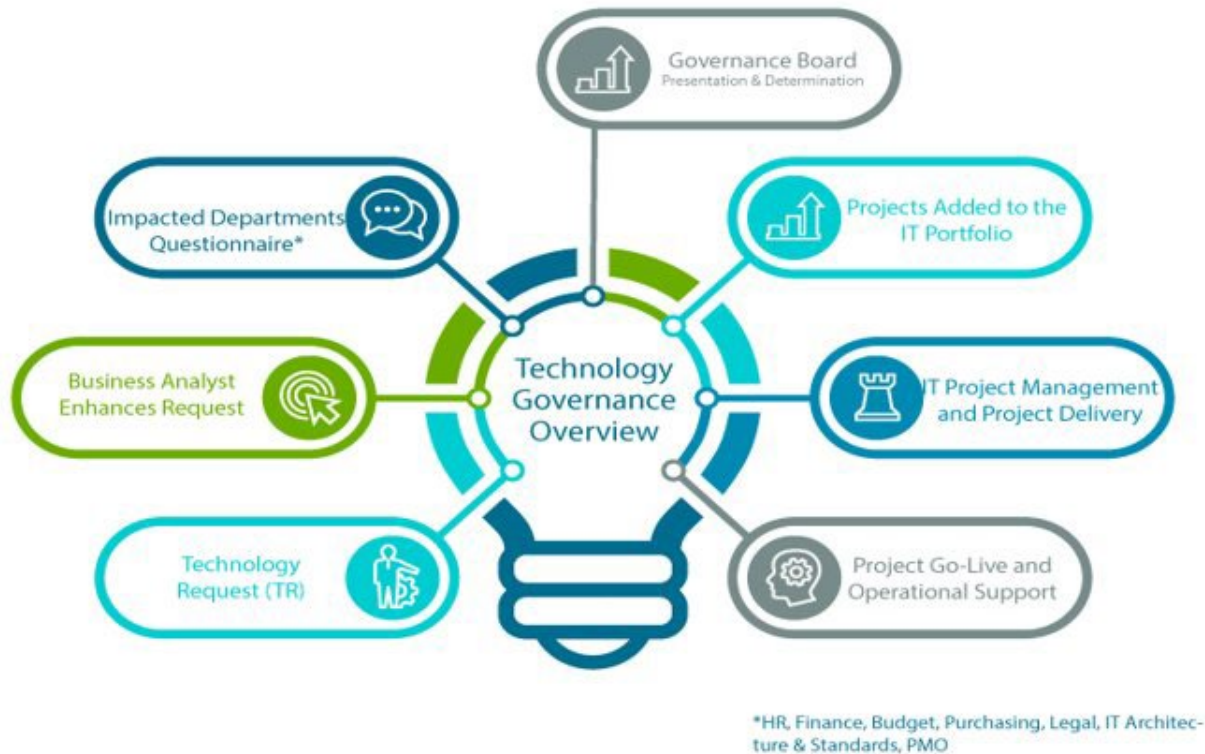 Governance Board
Presentation & Determination
Impacted Departments
Questionnaire*
Projects Added to the
IT Portfolio
Business Analyst
Enhances Request
Technology
Governance
Overview
IT Project Management
and Project Delivery
Technology
Request (TR)
Project Go-Live and
Operational Support
*HR, Finance, Budget, Purchasing, Legal, IT Architec-
ture & Standards, PMO